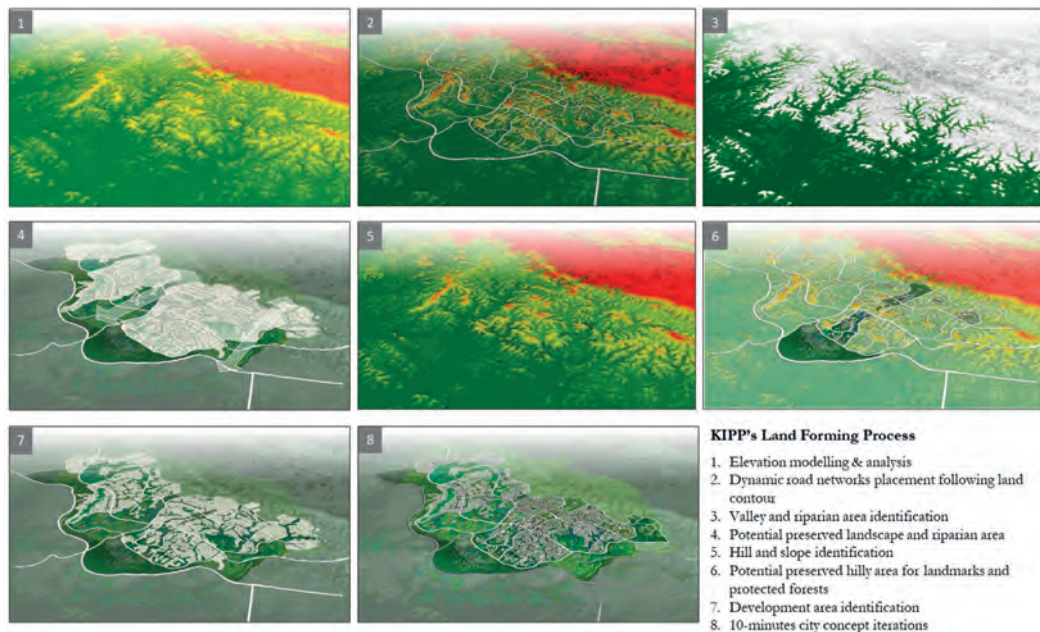 1
2
3
4
5
6
7
8
KIPP's Land Forming Process
1. Elevation modelling & analysis
2. Dynamic road networks placement following land
contour
3. Valley and riparian area identification
4. Potential preserved landscape and riparian area
5. Hill and slope identification
6. Potential preserved hilly area for landmarks and
protected forests
7. Development area identification
8. 10-minutes city concept iterations